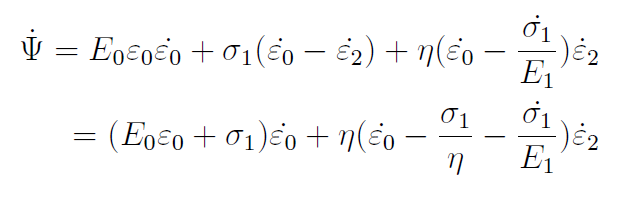 Ψ̇ = E₀ε₀ε̇₀ + σ₁(ε̇₀ − ε̇₂) + η(ε̇₀ − σ̇₁/E₁)ε̇₂
= (E₀ε₀ + σ₁)ε̇₀ + η(ε̇₀ − σ₁/η − σ̇₁/E₁)ε̇₂